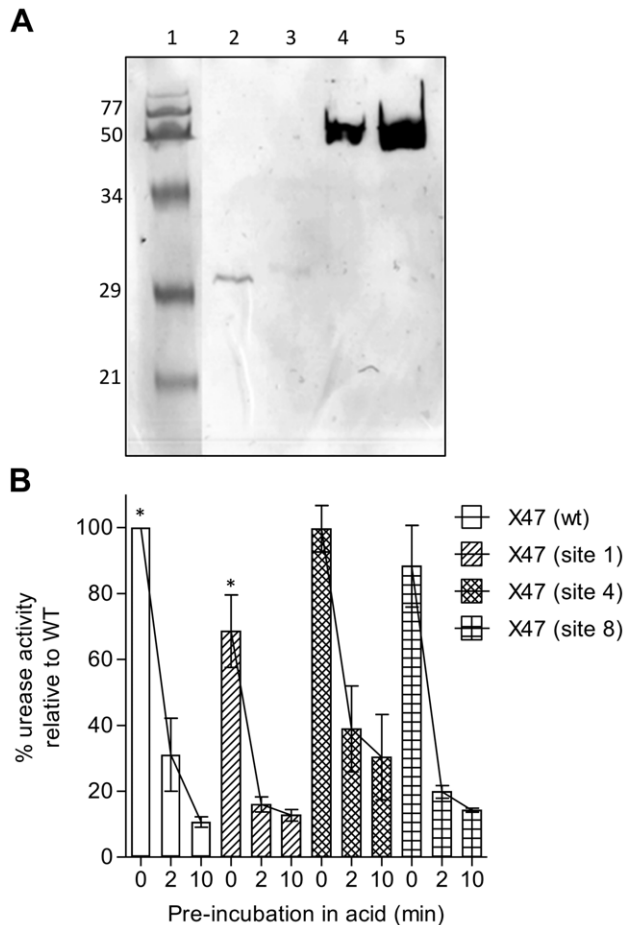 A
1 2 3 4 5
77
50
34
29
21
B
% urease activity
relative to WT
100
80
60
40
20
0
* *
0 2 10 0 2 10 0 2 10 0 2 10
Pre-incubation in acid (min)
X47 (wt)
X47 (site 1)
X47 (site 4)
X47 (site 8)